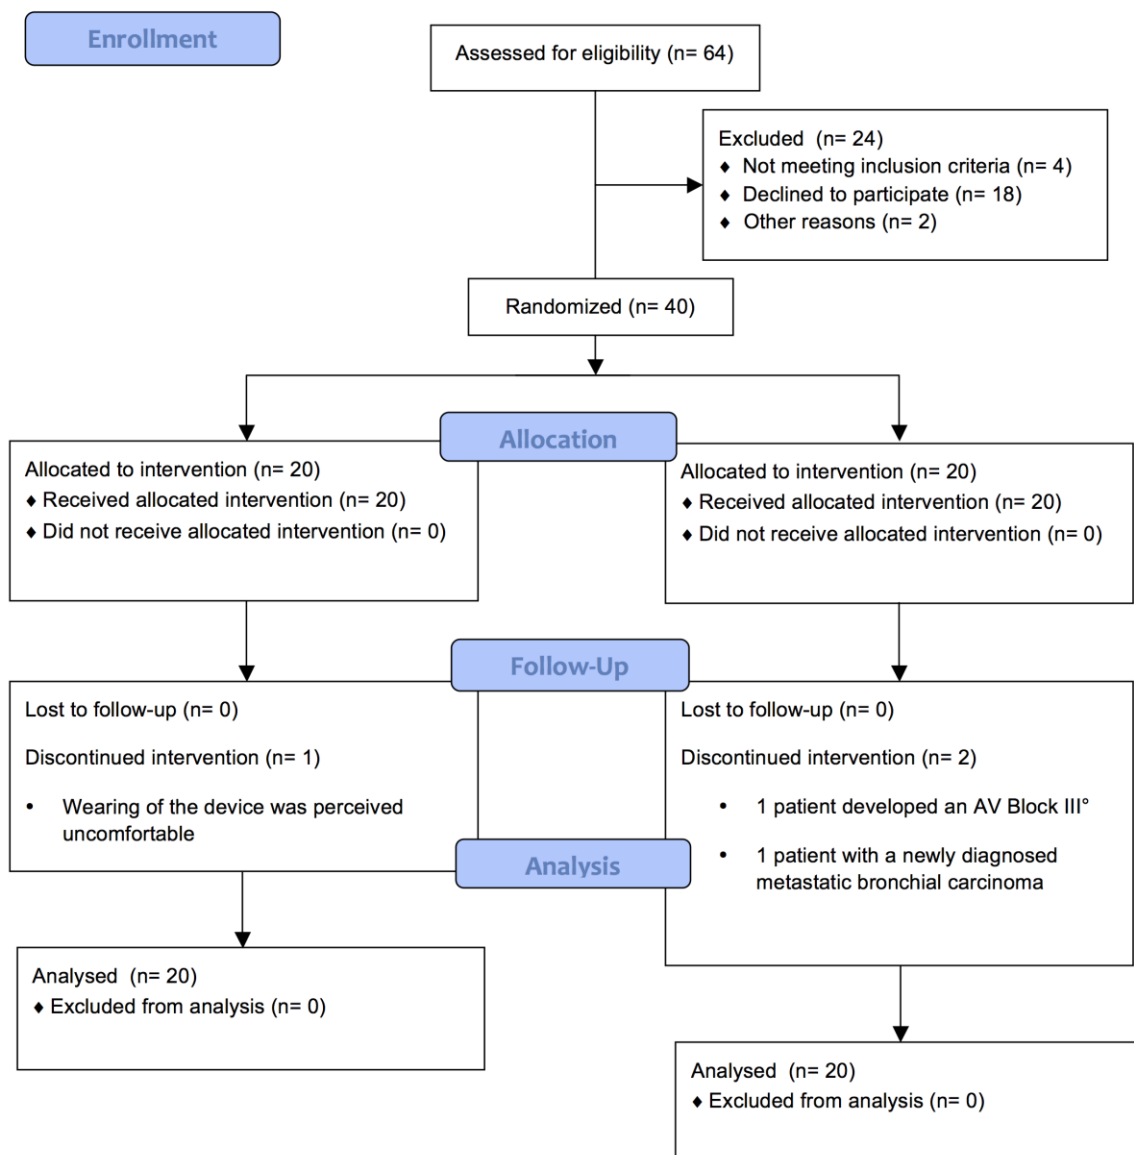 Enrollment
Assessed for eligibility (n= 64)
Excluded (n= 24)
♦ Not meeting inclusion criteria (n= 4)
♦ Declined to participate (n= 18)
♦ Other reasons (n= 2)
Randomized (n= 40)
Allocation
Allocated to intervention (n= 20)
♦ Received allocated intervention (n= 20)
♦ Did not receive allocated intervention (n= 0)
Allocated to intervention (n= 20)
♦ Received allocated intervention (n= 20)
♦ Did not receive allocated intervention (n= 0)
Follow-Up
Lost to follow-up (n= 0)
Discontinued intervention (n= 1)
• Wearing of the device was perceived
uncomfortable
Lost to follow-up (n= 0)
Discontinued intervention (n= 2)
• 1 patient developed an AV Block III°
• 1 patient with a newly diagnosed
metastatic bronchial carcinoma
Analysis
Analysed (n= 20)
♦ Excluded from analysis (n= 0)
Analysed (n= 20)
♦ Excluded from analysis (n= 0)